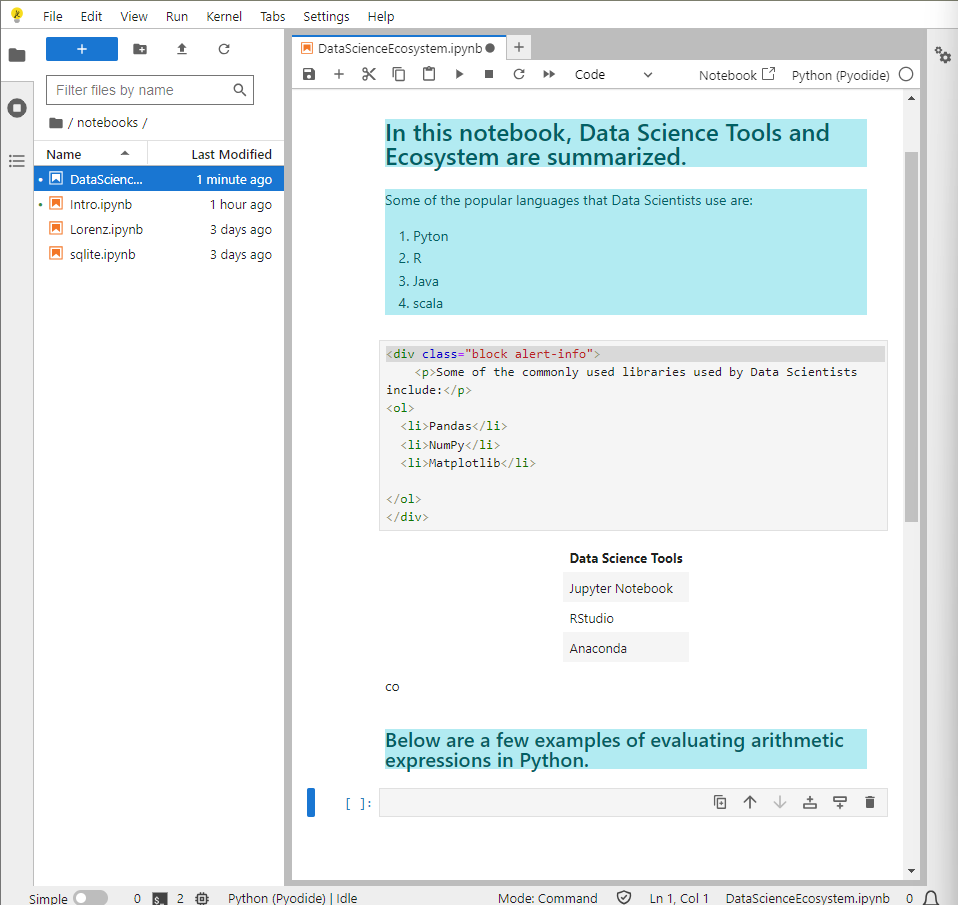 File Edit View Run Kernel Tabs Settings Help
+
Filter files by name
/ notebooks /
Name Last Modified
DataScienc... 1 minute ago
Intro.ipynb 1 hour ago
Lorenz.ipynb 3 days ago
sqlite.ipynb 3 days ago
DataScienceEcosystem.ipynb
+
Code
Notebook
Python (Pyodide)
In this notebook, Data Science Tools and
Ecosystem are summarized.
Some of the popular languages that Data Scientists use are:
1. Pyton
2. R
3. Java
4. scala
<div class="block alert-info">
<p>Some of the commonly used libraries used by Data Scientists
include:</p>
<ol>
<li>Pandas</li>
<li>NumPy</li>
<li>Matplotlib</li>
</ol>
</div>
Data Science Tools
Jupyter Notebook
RStudio
Anaconda
co
Below are a few examples of evaluating arithmetic
expressions in Python.
[ ]:
Simple 0 2 Python (Pyodide) | Idle Mode: Command Ln 1, Col 1 DataScienceEcosystem.ipynb 0